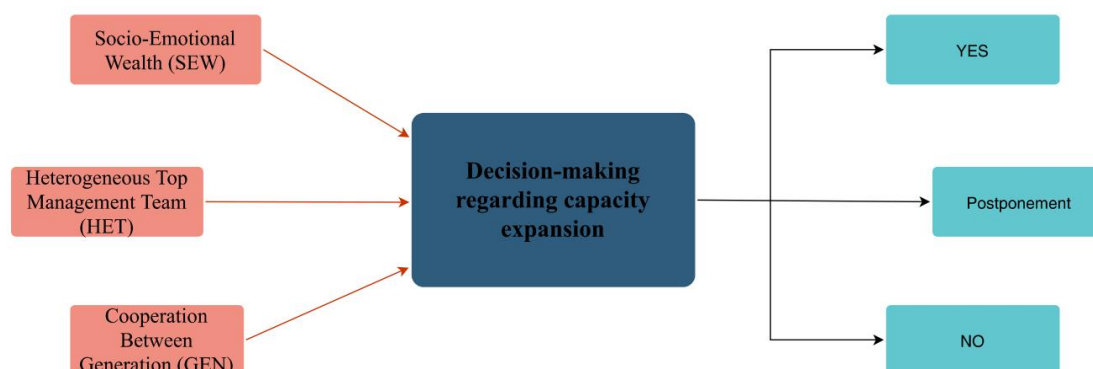 Socio-Emotional
Wealth (SEW)
YES
Heterogeneous Top
Management Team
(HET)
Decision-making
regarding capacity
expansion
Postponement
Cooperation
Between
Generation (GEN)
NO